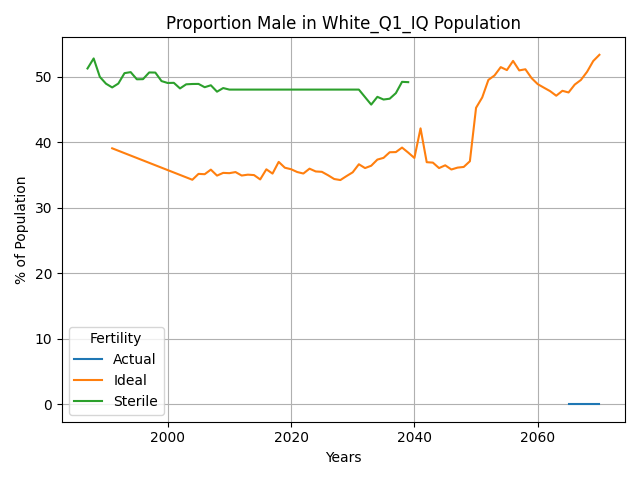 Proportion Male in White_Q1_IQ Population
% of Population
50
40
30
20
10
0
Fertility
Actual
Ideal
Sterile
2000 2020 2040 2060
Years